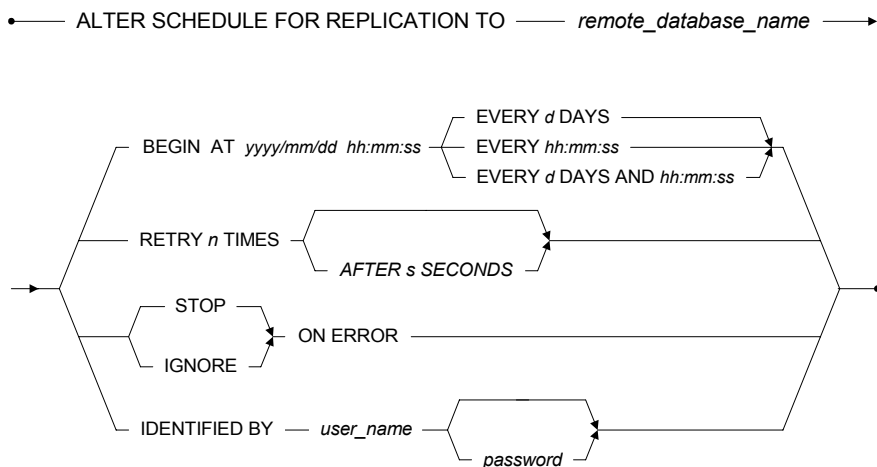 ALTER SCHEDULE FOR REPLICATION TO remote_database_name
EVERY d DAYS
BEGIN AT yyyy/mm/dd hh:mm:ss EVERY hh:mm:ss
EVERY d DAYS AND hh:mm:ss
RETRY n TIMES
AFTER s SECONDS
STOP
ON ERROR
IGNORE
IDENTIFIED BY user_name
password